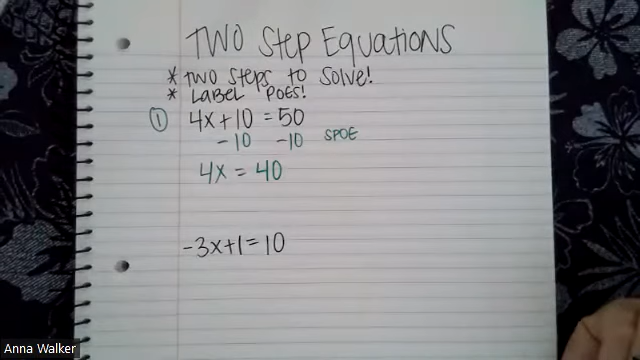 TWO Step EQUATIONS
* TWO STEPS TO SOLVE!
* LABEL POES!
① 4x + 10 = 50
- 10 - 10 SPOE
4x = 40
-3x+1 = 10
Anna Walker